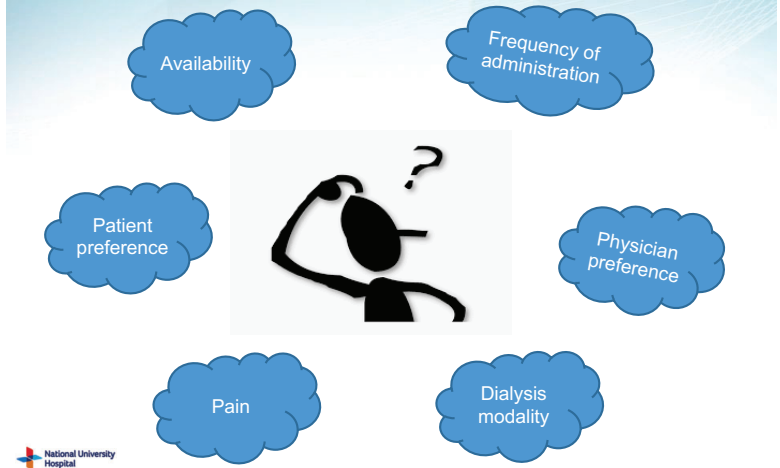 Availability
Frequency of
administration
?
Patient
preference
Physician
preference
Pain
Dialysis
modality
National University
Hospital